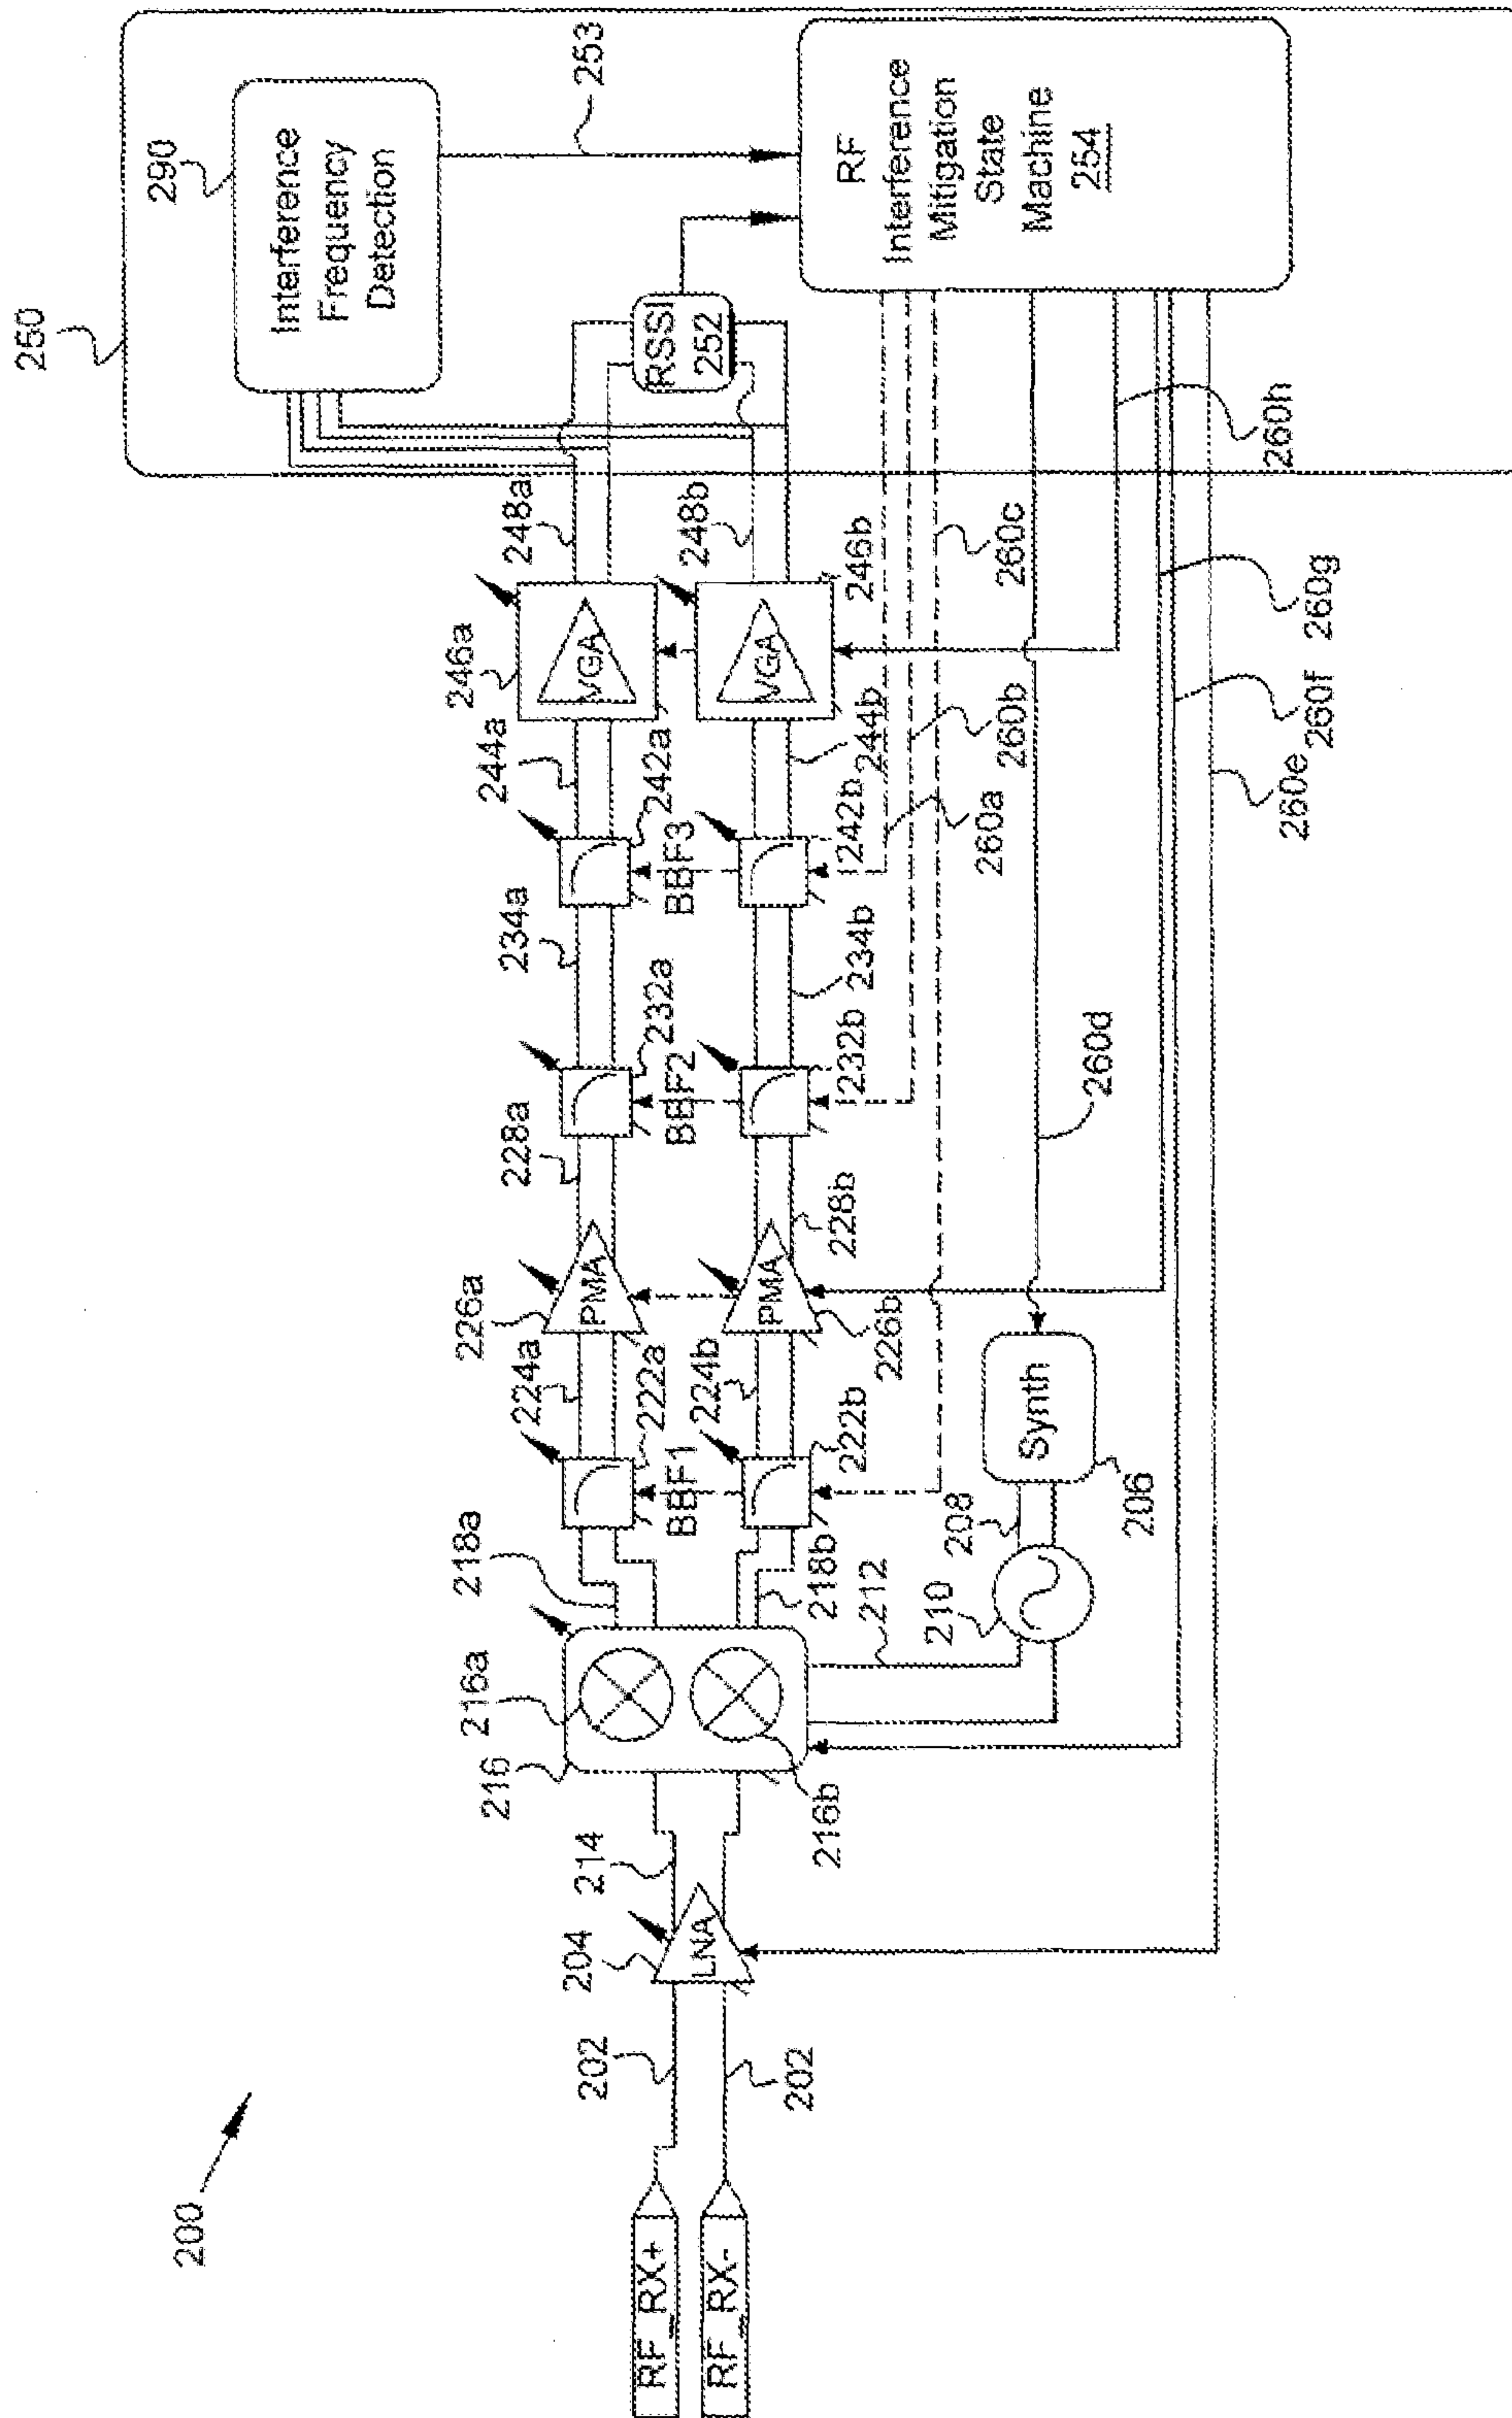 200
250
290
Interference
Frequency
Detection
253
RF
Interference
Mitigation
State
Machine
254
RSSI
252
248a
248b
246a
VGA
VGA
246b
244a
244b
242a
BBF3
242b
234a
234b
232a
BBF2
232b
228a
228b
226a
PMA
PMA
226b
224a
224b
222a
BBF1
222b
218a
218b
216a
216
216b
214
212
210
208
206
Synth
204
LNA
202
202
RF_RX+
RF_RX-
260a
260b
260c
260d
260e
260f
260g
260h